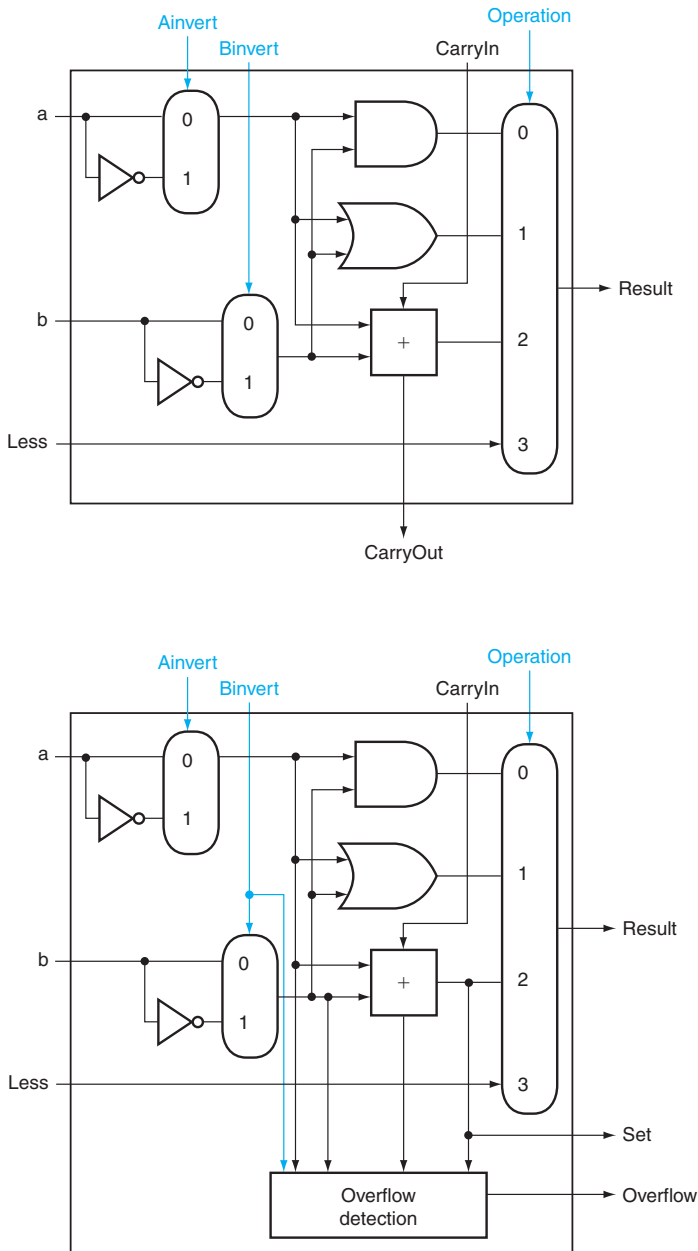 Ainvert
Binvert
CarryIn
Operation
a
0
1
0
1
Result
b
0
1
+
2
Less
3
CarryOut
Ainvert
Binvert
CarryIn
Operation
a
0
1
0
1
Result
b
0
1
+
2
Less
3
Set
Overflow
detection
Overflow